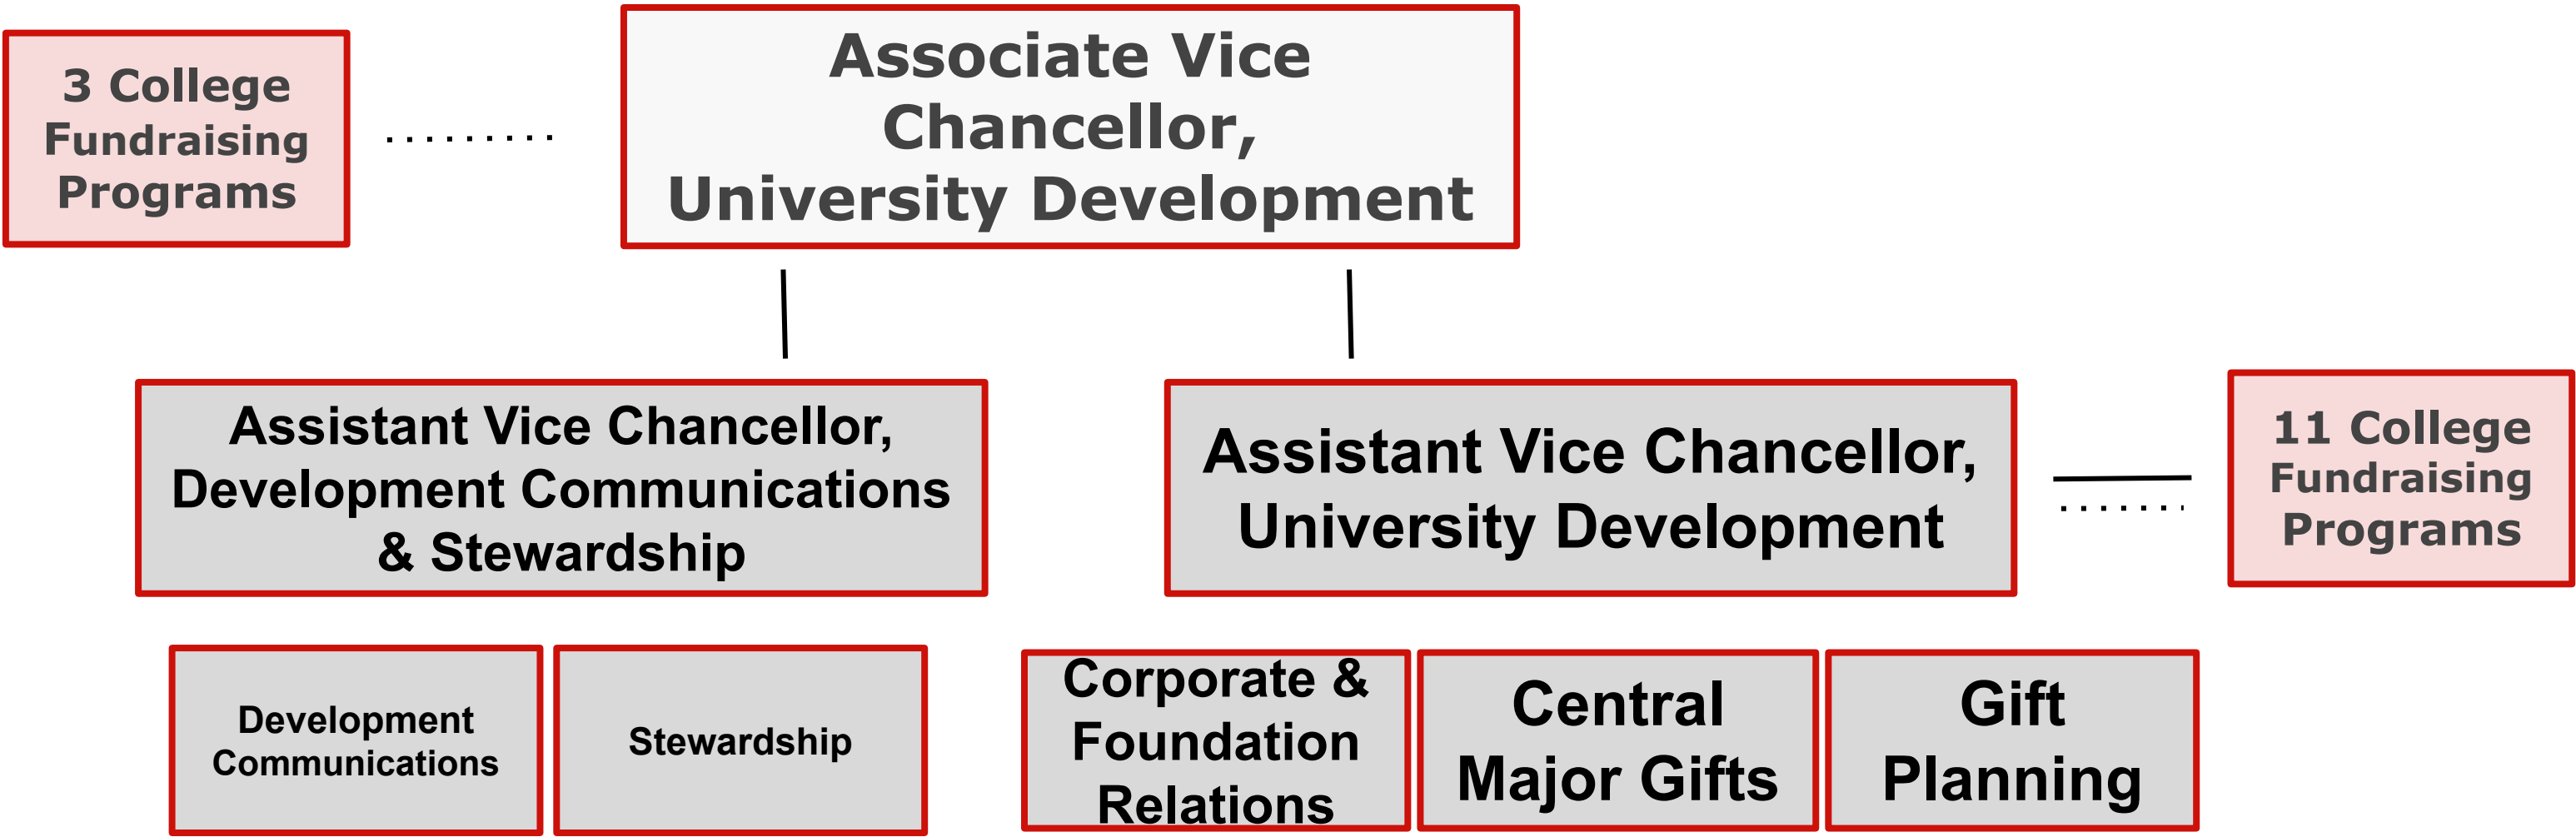 3 College
Fundraising
Programs
Associate Vice
Chancellor,
University Development
Assistant Vice Chancellor,
Development Communications
& Stewardship
Assistant Vice Chancellor,
University Development
11 College
Fundraising
Programs
Development
Communications
Stewardship
Corporate &
Foundation
Relations
Central
Major Gifts
Gift
Planning